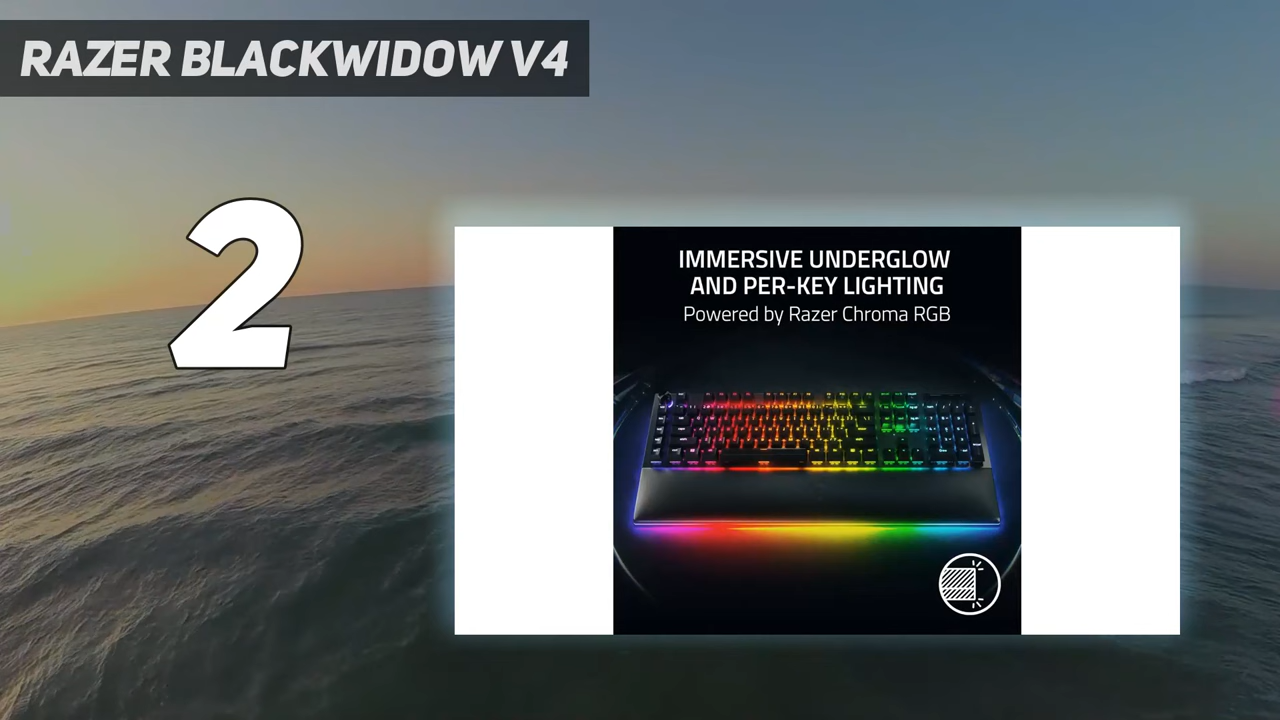 RAZER BLACKWIDOW V4
2
IMMERSIVE UNDERGLOW
AND PER-KEY LIGHTING
Powered by Razer Chroma RGB